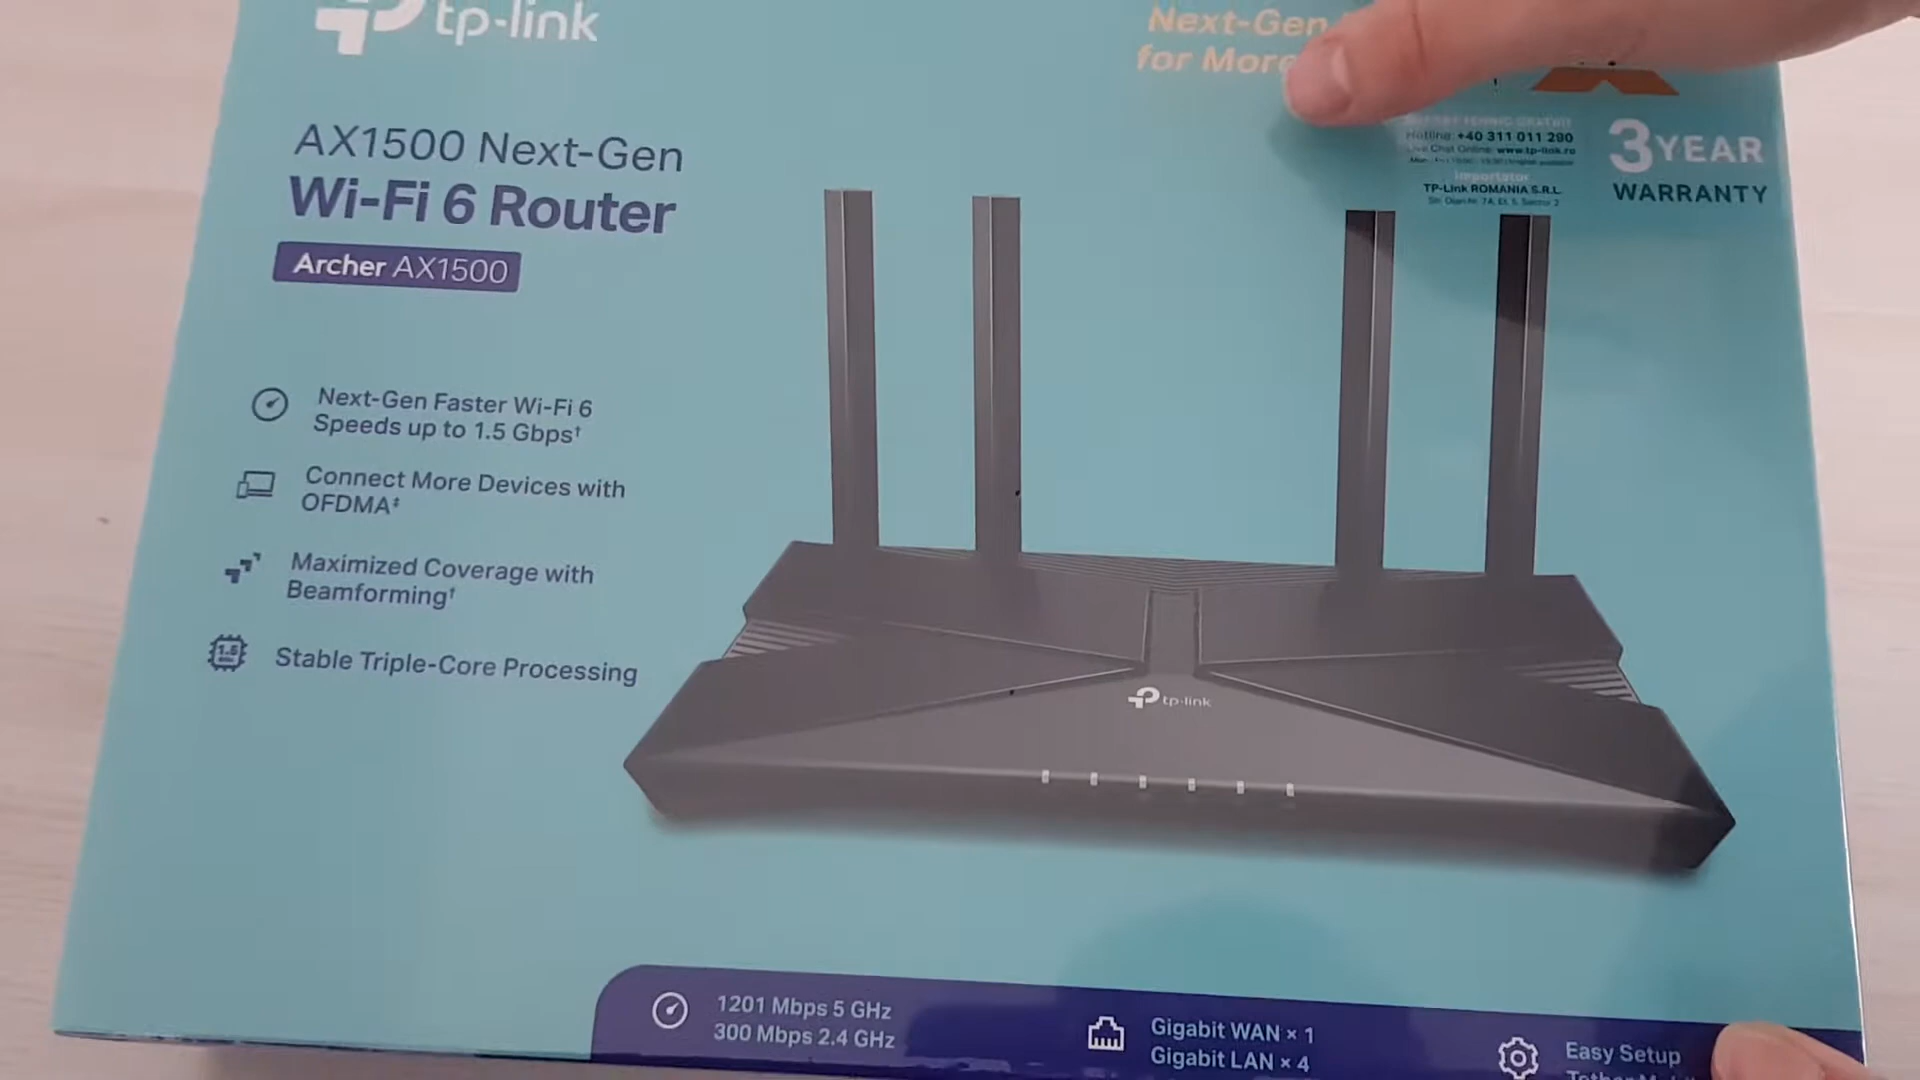 tp-link
Next-Gen
for More
AX1500 Next-Gen
Wi-Fi 6 Router
Archer AX1500
Hotline: +40 311 011 290
Live Chat Online: www.tp-link.ro
Importator
TP-Link ROMANIA S.R.L.
3 YEAR
WARRANTY
Next-Gen Faster Wi-Fi 6
Speeds up to 1.5 Gbps†
Connect More Devices with
OFDMA‡
Maximized Coverage with
Beamforming†
1.5
Stable Triple-Core Processing
tp-link
1201 Mbps 5 GHz
300 Mbps 2.4 GHz
Gigabit WAN × 1
Gigabit LAN × 4
Easy Setup
Tether